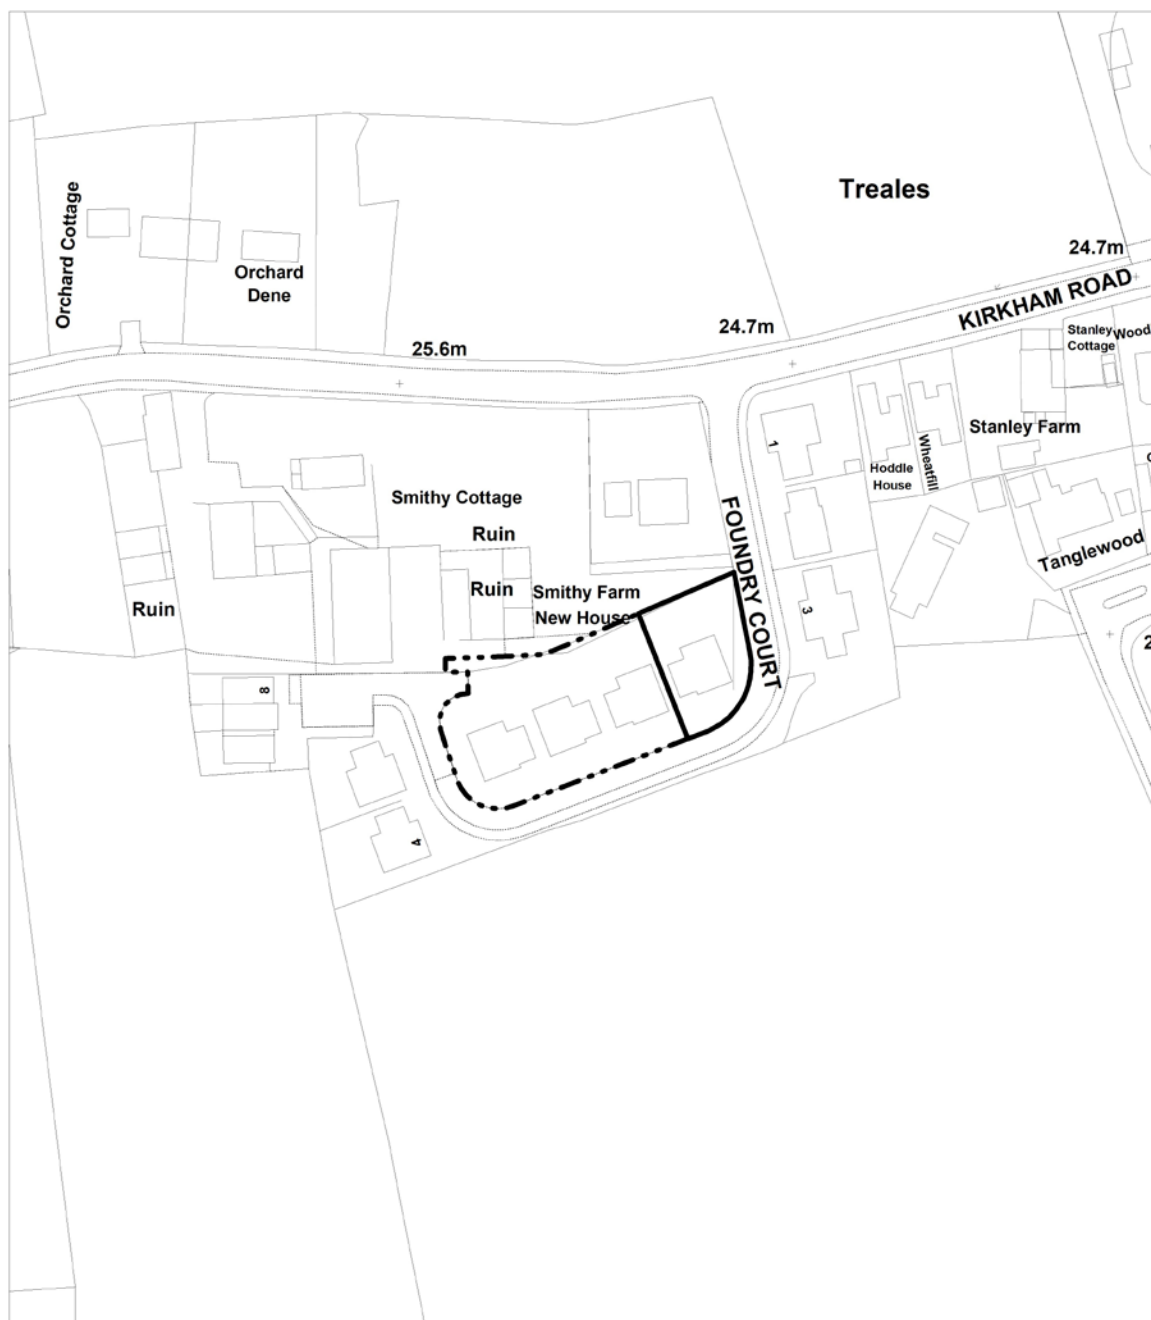 Treales
Orchard Cottage
Orchard
Dene
24.7m
KIRKHAM ROAD
24.7m
25.6m
Stanley
Cottage
Wood
Stanley Farm
1
Hoddle
House
Wheatfill
Smithy Cottage
Ruin
FOUNDRY COURT
Tanglewood
Ruin
Smithy Farm
New House
Ruin
3
2
8
4